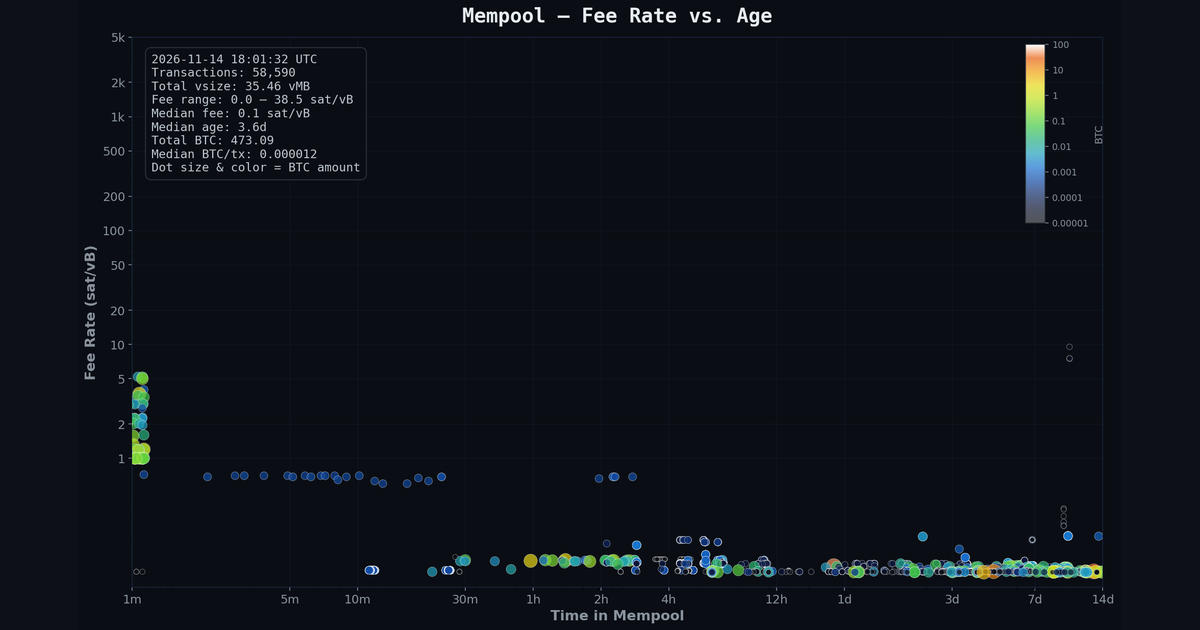 Mempool — Fee Rate vs. Age
2026-11-14 18:01:32 UTC
Transactions: 58,590
Total vsize: 35.46 vMB
Fee range: 0.0 – 38.5 sat/vB
Median fee: 0.1 sat/vB
Median age: 3.6d
Total BTC: 473.09
Median BTC/tx: 0.000012
Dot size & color = BTC amount
5k
2k
1k
500
200
100
50
20
10
5
2
1
Fee Rate (sat/vB)
100
10
1
0.1
0.01
0.001
0.0001
0.00001
BTC
1m 5m 10m 30m 1h 2h 4h 12h 1d 3d 7d 14d
Time in Mempool